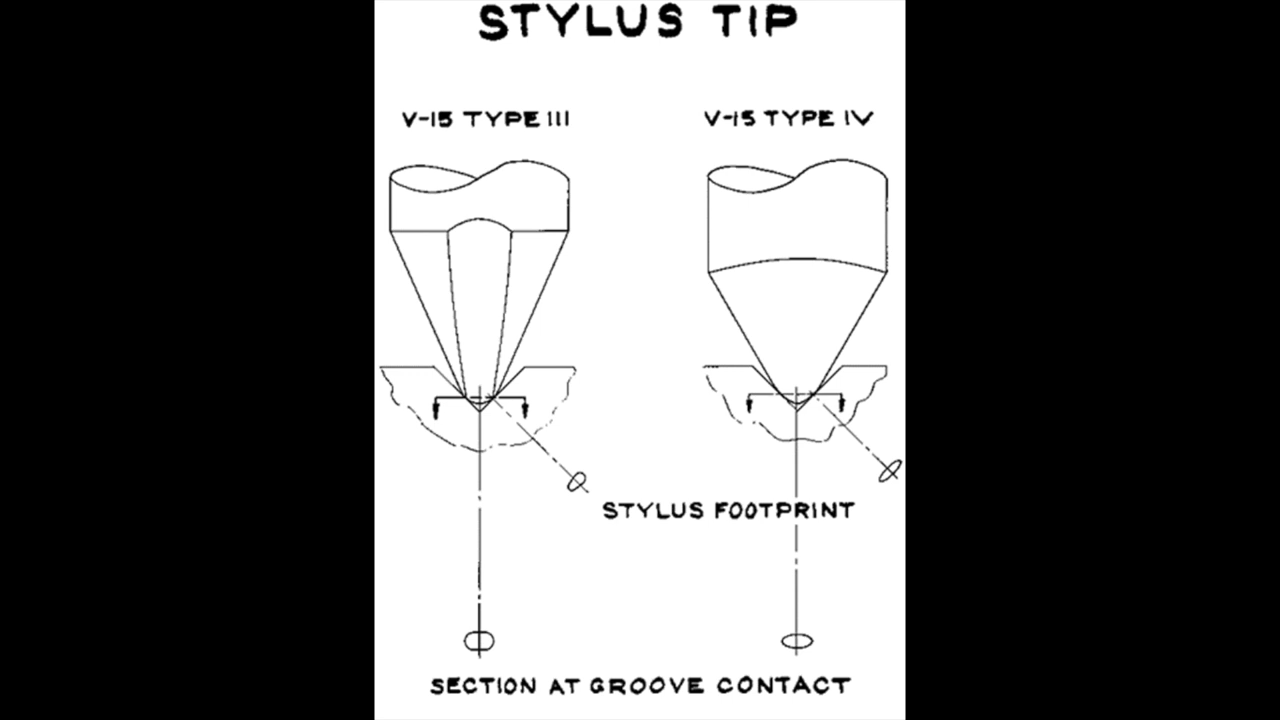 STYLUS TIP
V-15 TYPE III
V-15 TYPE IV
STYLUS FOOTPRINT
SECTION AT GROOVE CONTACT